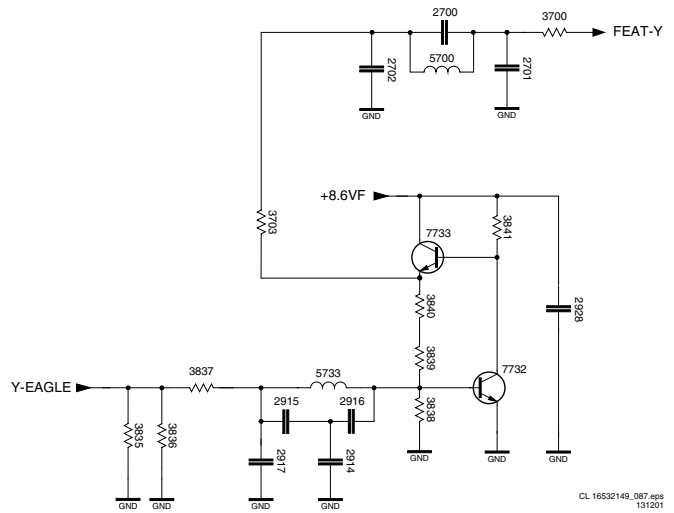 2700
3700
FEAT-Y
5700
2702
2701
GND
GND
+8.6VF
3703
3841
7733
3840
2928
3839
7732
3837
5733
Y-EAGLE
2915
2916
3838
3835
3836
2917
2914
GND
GND
GND
GND
GND
GND
GND
CL 16532149_087.eps
131201